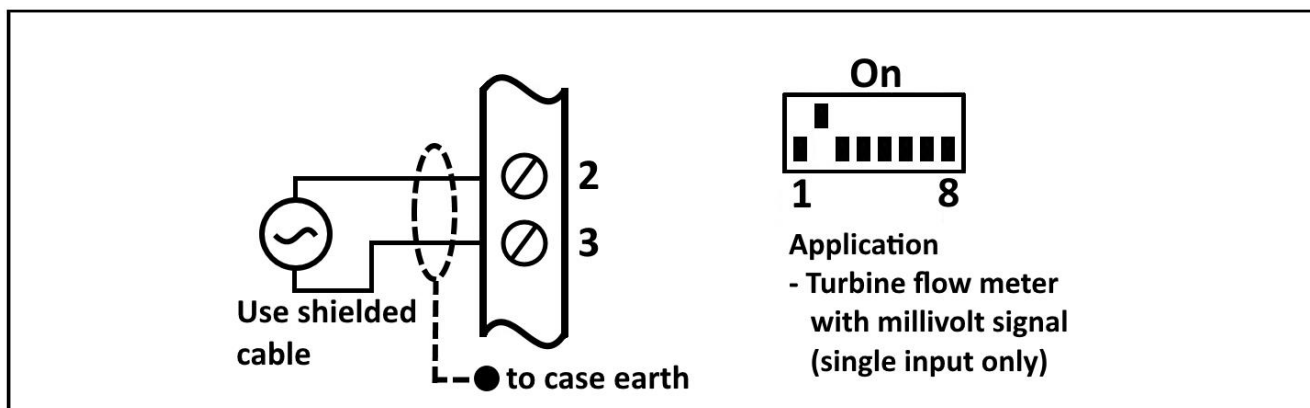 On
1 8
2
3
Use shielded
cable
to case earth
Application
- Turbine flow meter
with millivolt signal
(single input only)